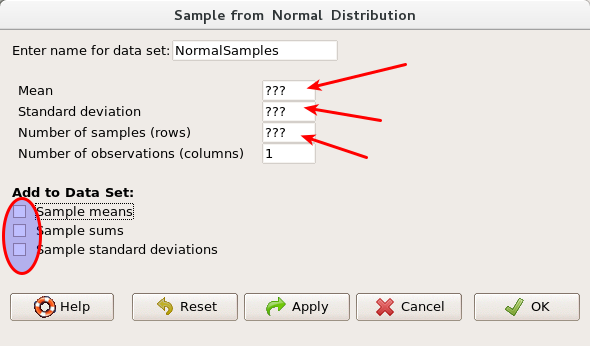 Sample from Normal Distribution
Enter name for data set: NormalSamples
Mean ???
Standard deviation ???
Number of samples (rows) ???
Number of observations (columns) 1
Add to Data Set:
Sample means
Sample sums
Sample standard deviations
Help Reset Apply Cancel OK